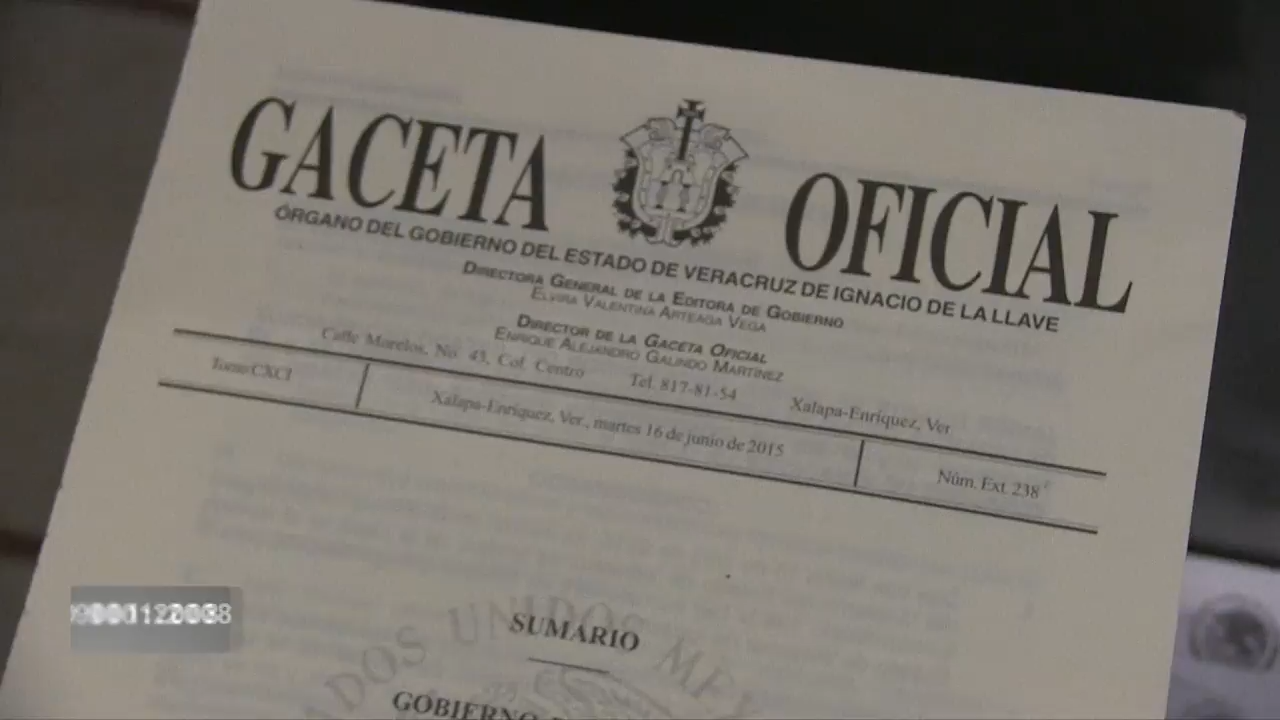 GACETA OFICIAL
ÓRGANO DEL GOBIERNO DEL ESTADO DE VERACRUZ DE IGNACIO DE LA LLAVE
DIRECTORA GENERAL DE LA EDITORA DE GOBIERNO
ELVIRA VALENTINA ARTEAGA VEGA
DIRECTOR DE LA GACETA OFICIAL
ENRIQUE ALEJANDRO GALINDO MARTÍNEZ
Calle Morelos, No. 43, Col. Centro Tel. 817-81-54 Xalapa-Enríquez, Ver.
Tomo CXCI Xalapa-Enríquez, Ver., martes 16 de junio de 2015 Núm. Ext. 238
SUMARIO
GOBIERNO
UNIDOS